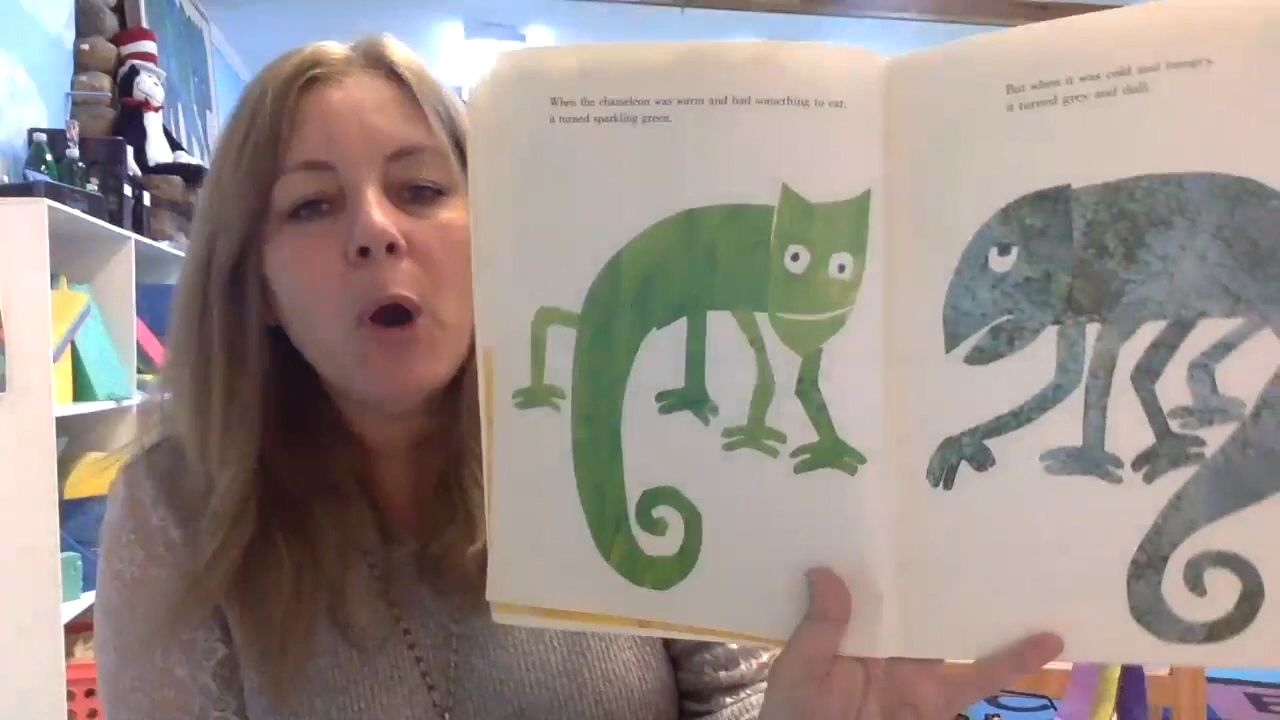 When the chameleon was warm and had something to eat,
it turned sparkling green.
But when it was cold and hungry,
it turned grey and dull.